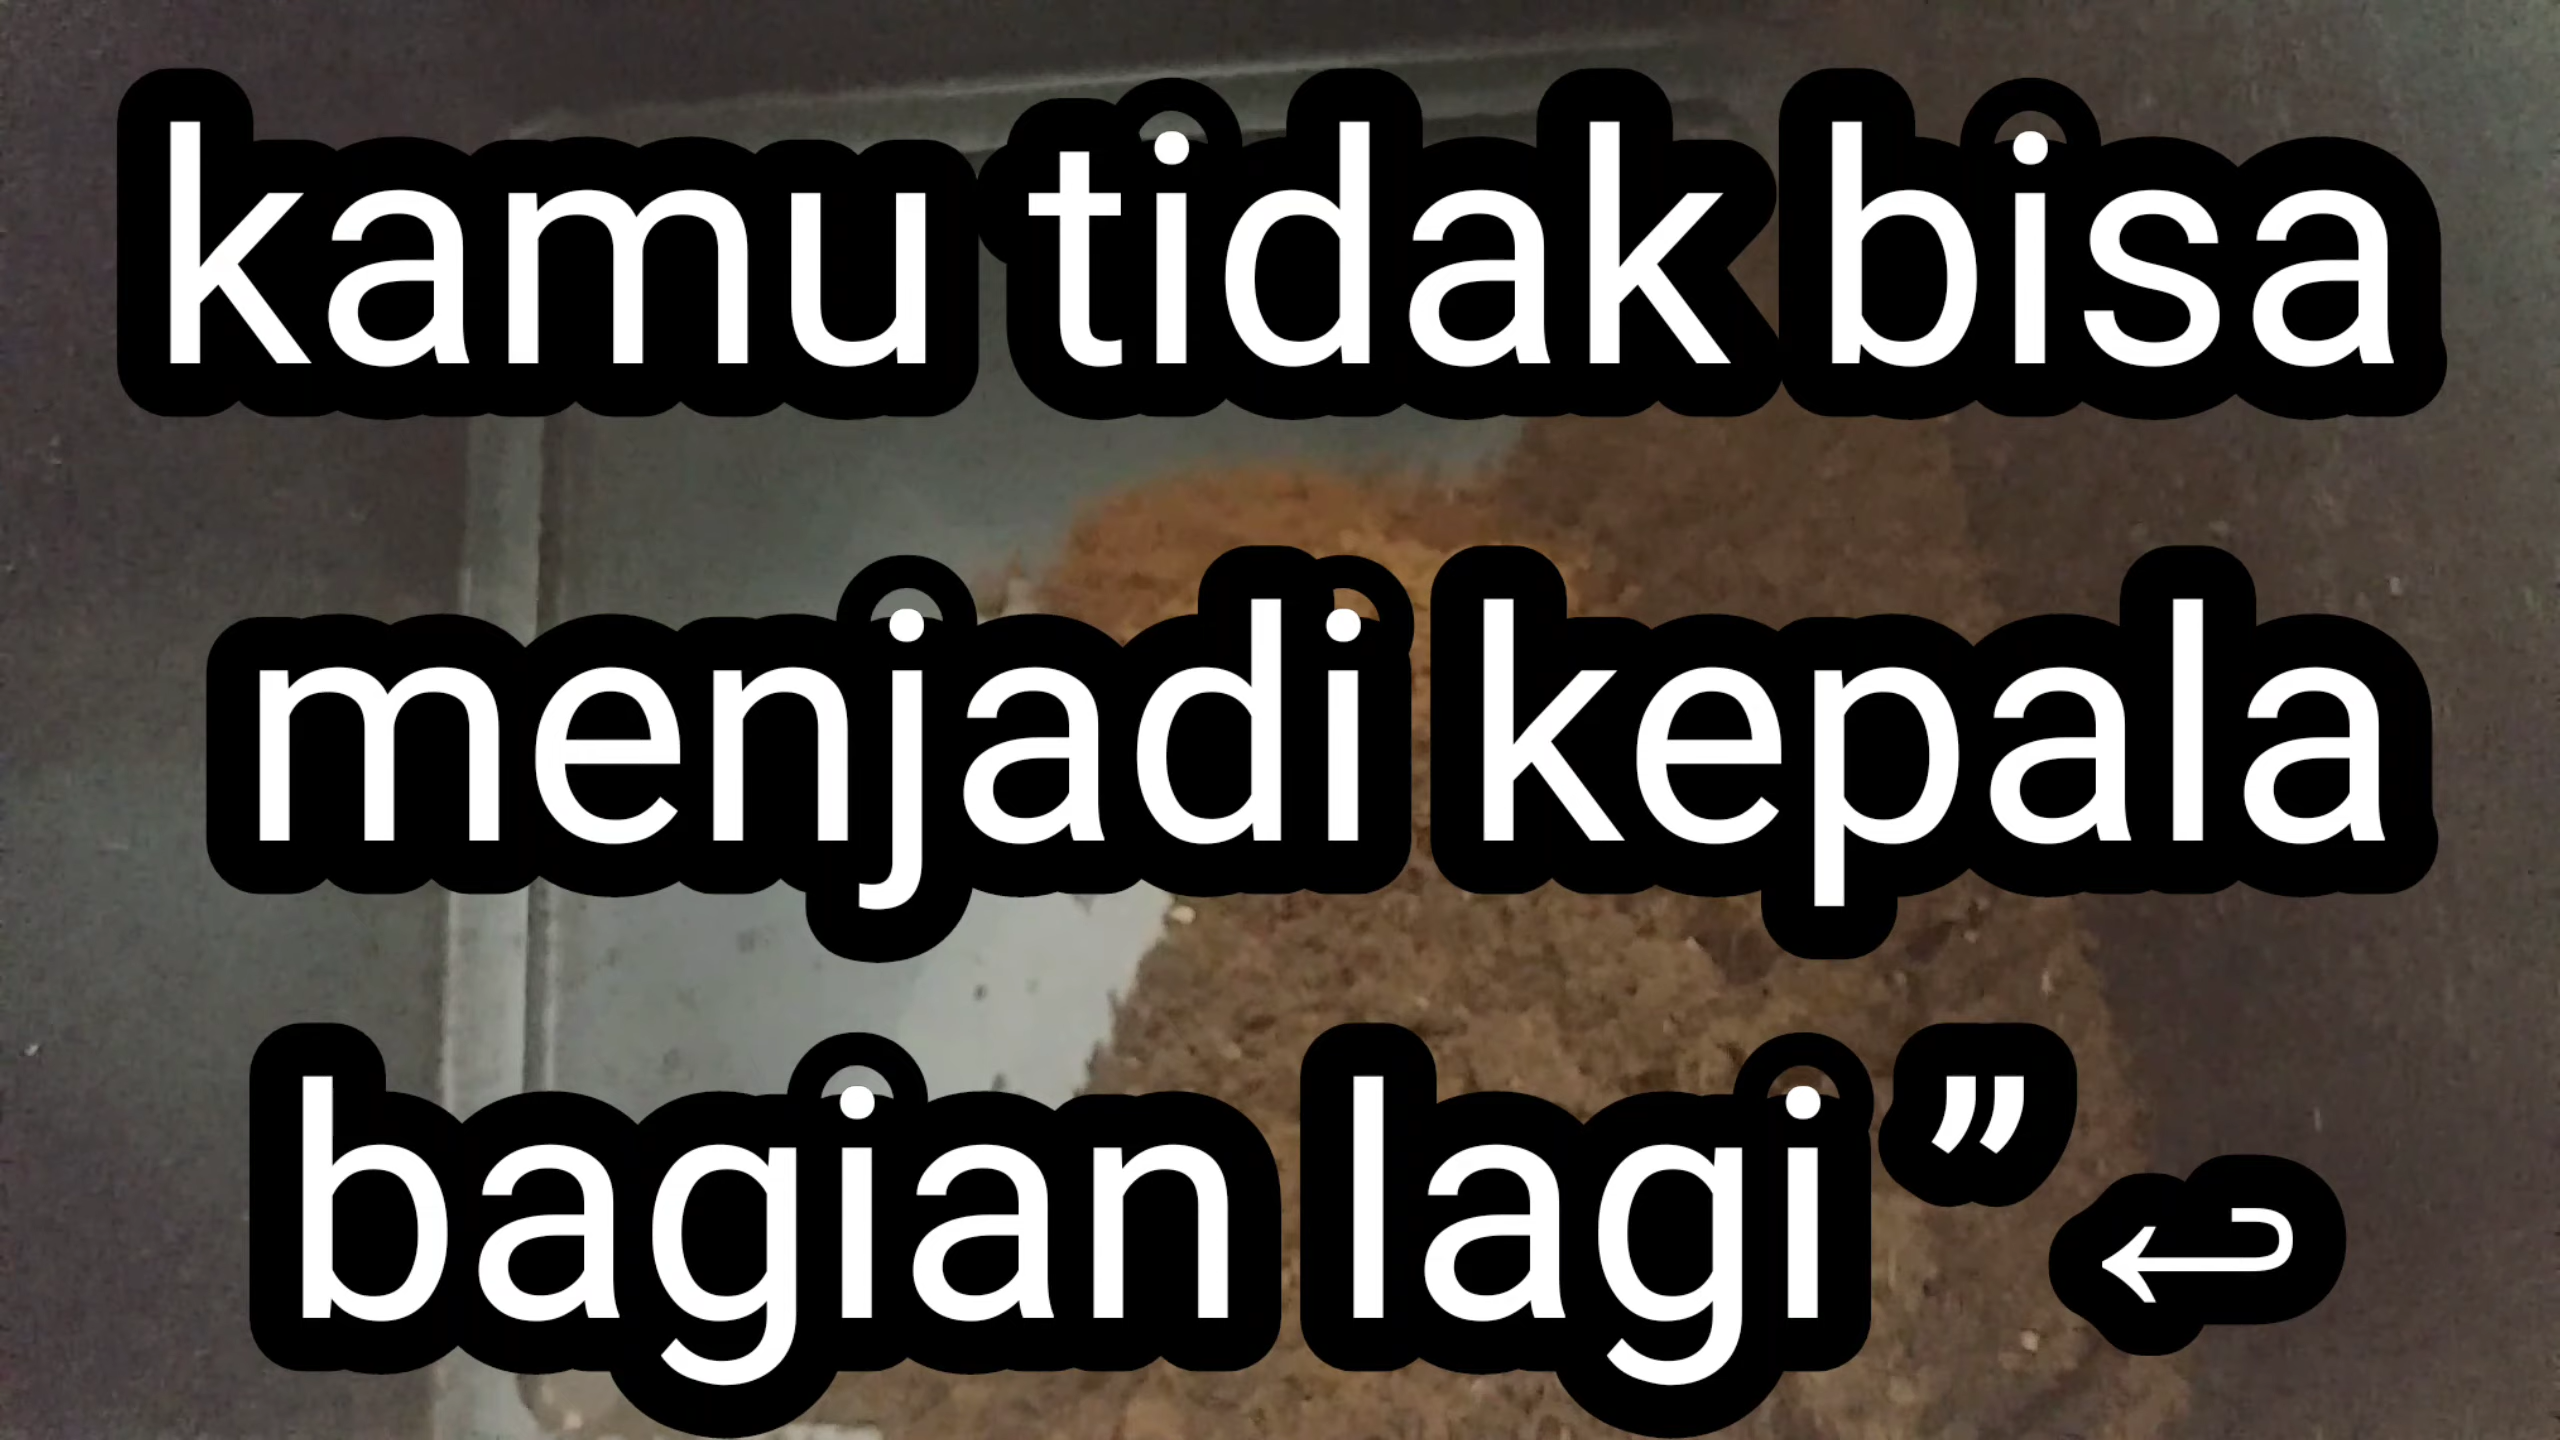 kamu tidak bisa
menjadi kepala
bagian lagi” ↩